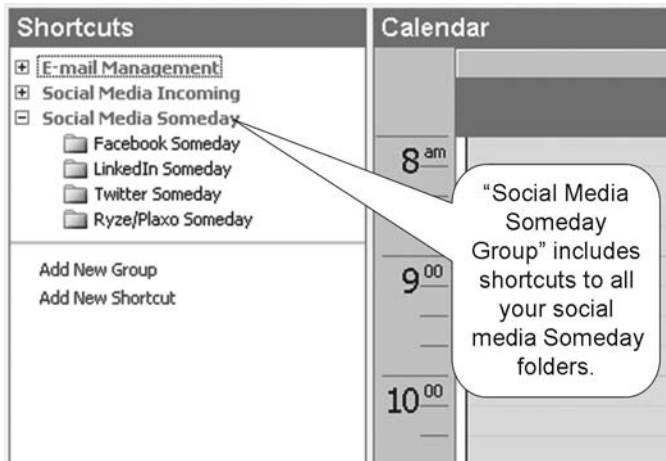 Shortcuts
E-mail Management
Social Media Incoming
Social Media Someday
Facebook Someday
LinkedIn Someday
Twitter Someday
Ryze/Plaxo Someday
Add New Group
Add New Shortcut
Calendar
8 am
9 00
10 00
“Social Media
Someday
Group” includes
shortcuts to all
your social
media Someday
folders.